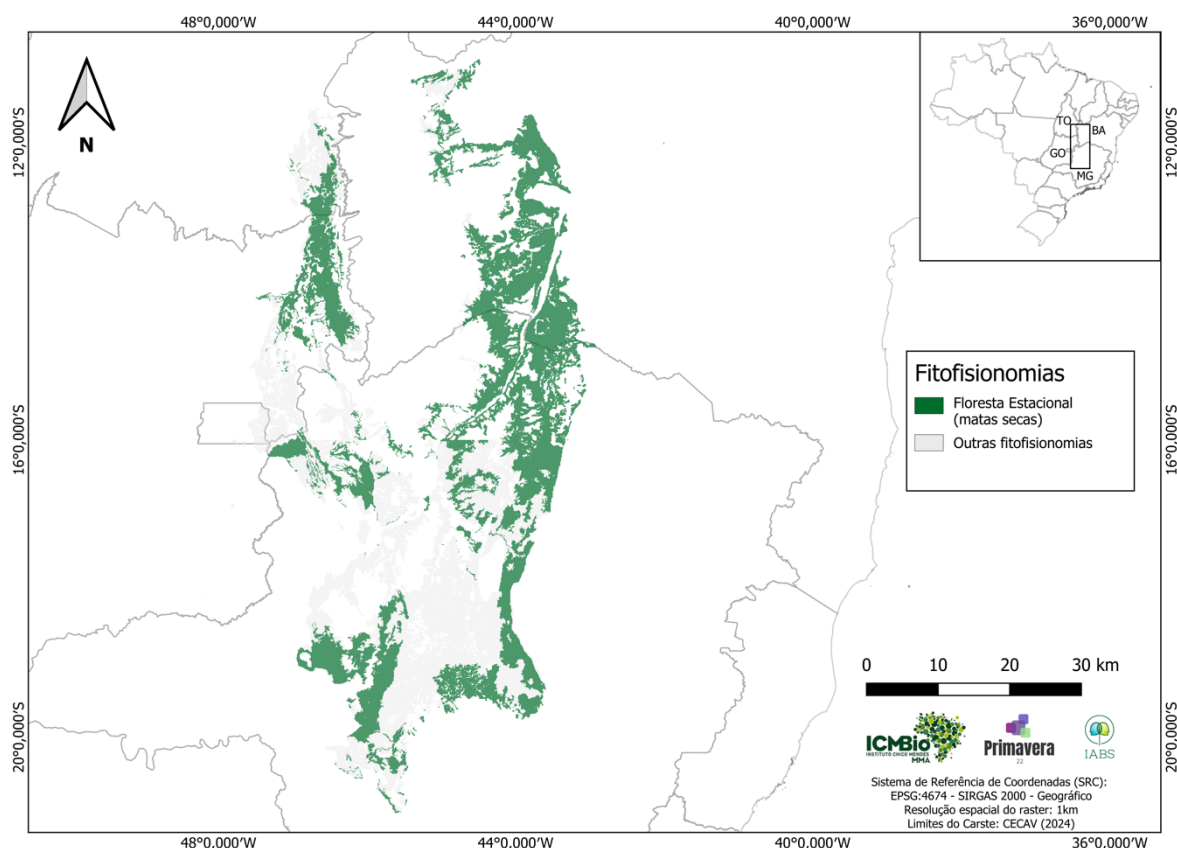 48°0,000'W 44°0,000'W 40°0,000'W 36°0,000'W
12°0,000'S
16°0,000'S
20°0,000'S
N
TO
BA
GO
MG
12°0,000'S
16°0,000'S
20°0,000'S
Fitofisionomias
Floresta Estacional
(matas secas)
Outras fitofisionomias
0 10 20 30 km
ICMBio
INSTITUTO CHICO MENDES
MMA
Primavera
22
IABS
Sistema de Referência de Coordenadas (SRC):
EPSG:4674 - SIRGAS 2000 - Geográfico
Resolução espacial do raster: 1km
Limites do Carste: CECAV (2024)
48°0,000'W 44°0,000'W 40°0,000'W 36°0,000'W